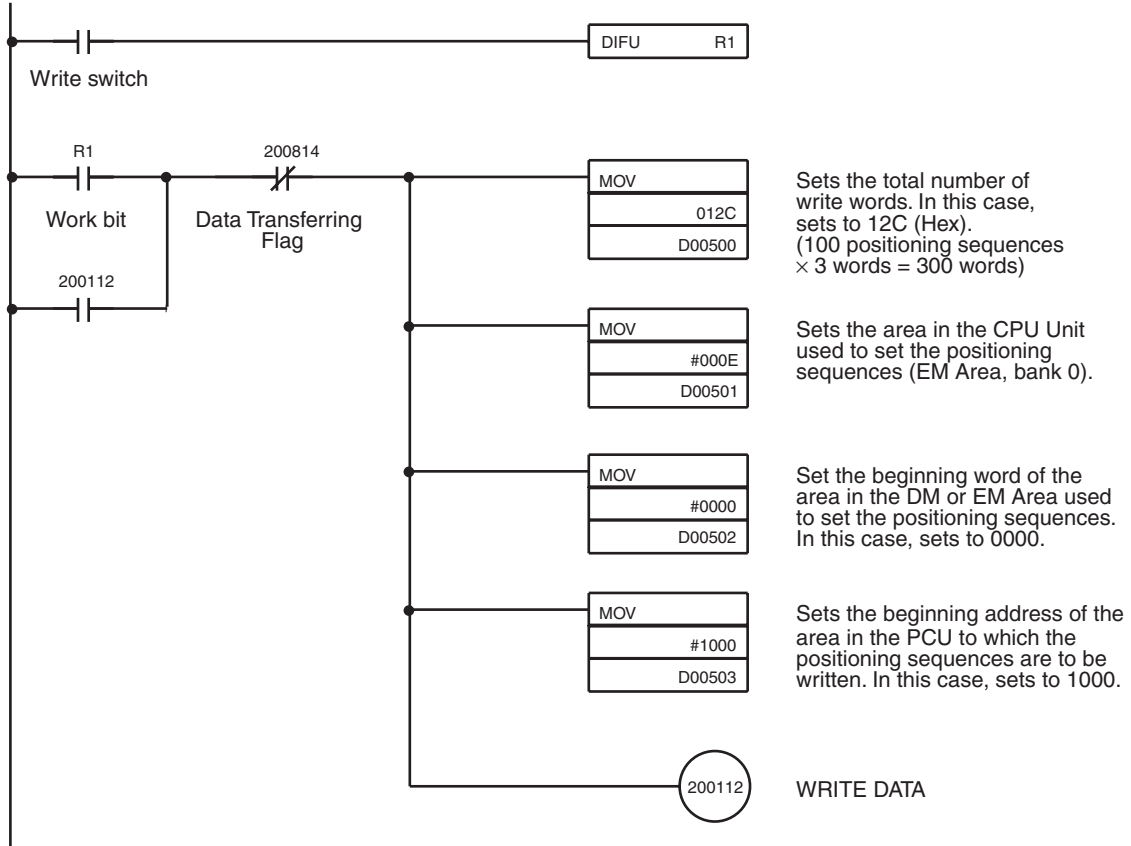 DIFU R1
Write switch
R1
200814
Work bit
Data Transferring
Flag
200112
MOV
012C
D00500
Sets the total number of
write words. In this case,
sets to 12C (Hex).
(100 positioning sequences
× 3 words = 300 words)
MOV
#000E
D00501
Sets the area in the CPU Unit
used to set the positioning
sequences (EM Area, bank 0).
MOV
#0000
D00502
Set the beginning word of the
area in the DM or EM Area used
to set the positioning sequences.
In this case, sets to 0000.
MOV
#1000
D00503
Sets the beginning address of the
area in the PCU to which the
positioning sequences are to be
written. In this case, sets to 1000.
200112
WRITE DATA